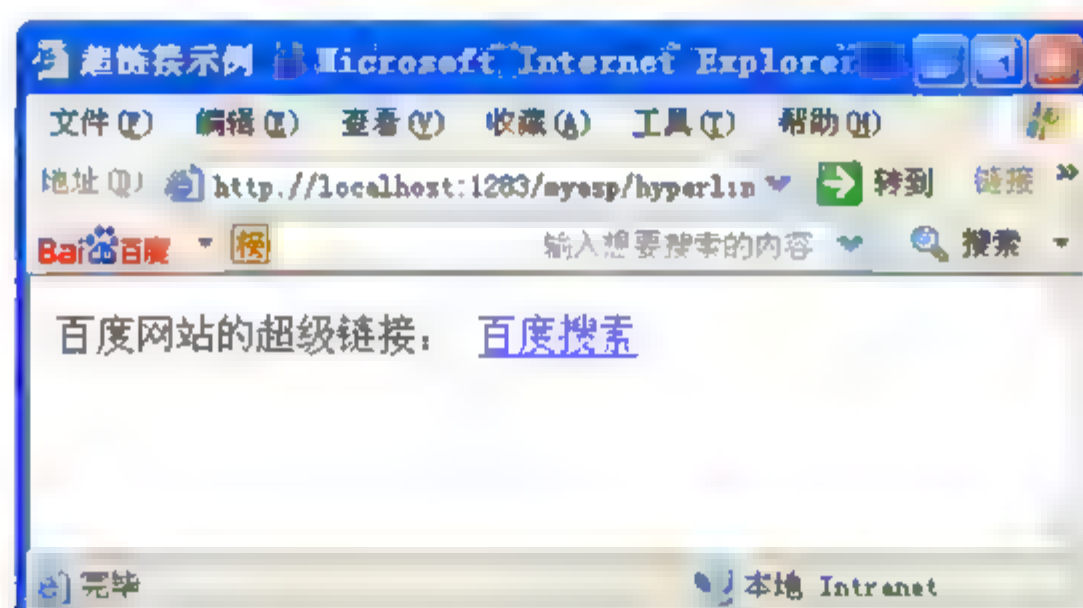 超链接示例 - Microsoft Internet Explorer
文件(F) 编辑(E) 查看(V) 收藏(A) 工具(T) 帮助(H)
地址(D) http://localhost:1283/myasp/hyperlin 转到 链接 »
Bai百度 输入想要搜索的内容 搜索
百度网站的超级链接： 百度搜索
完毕 本地 Intranet